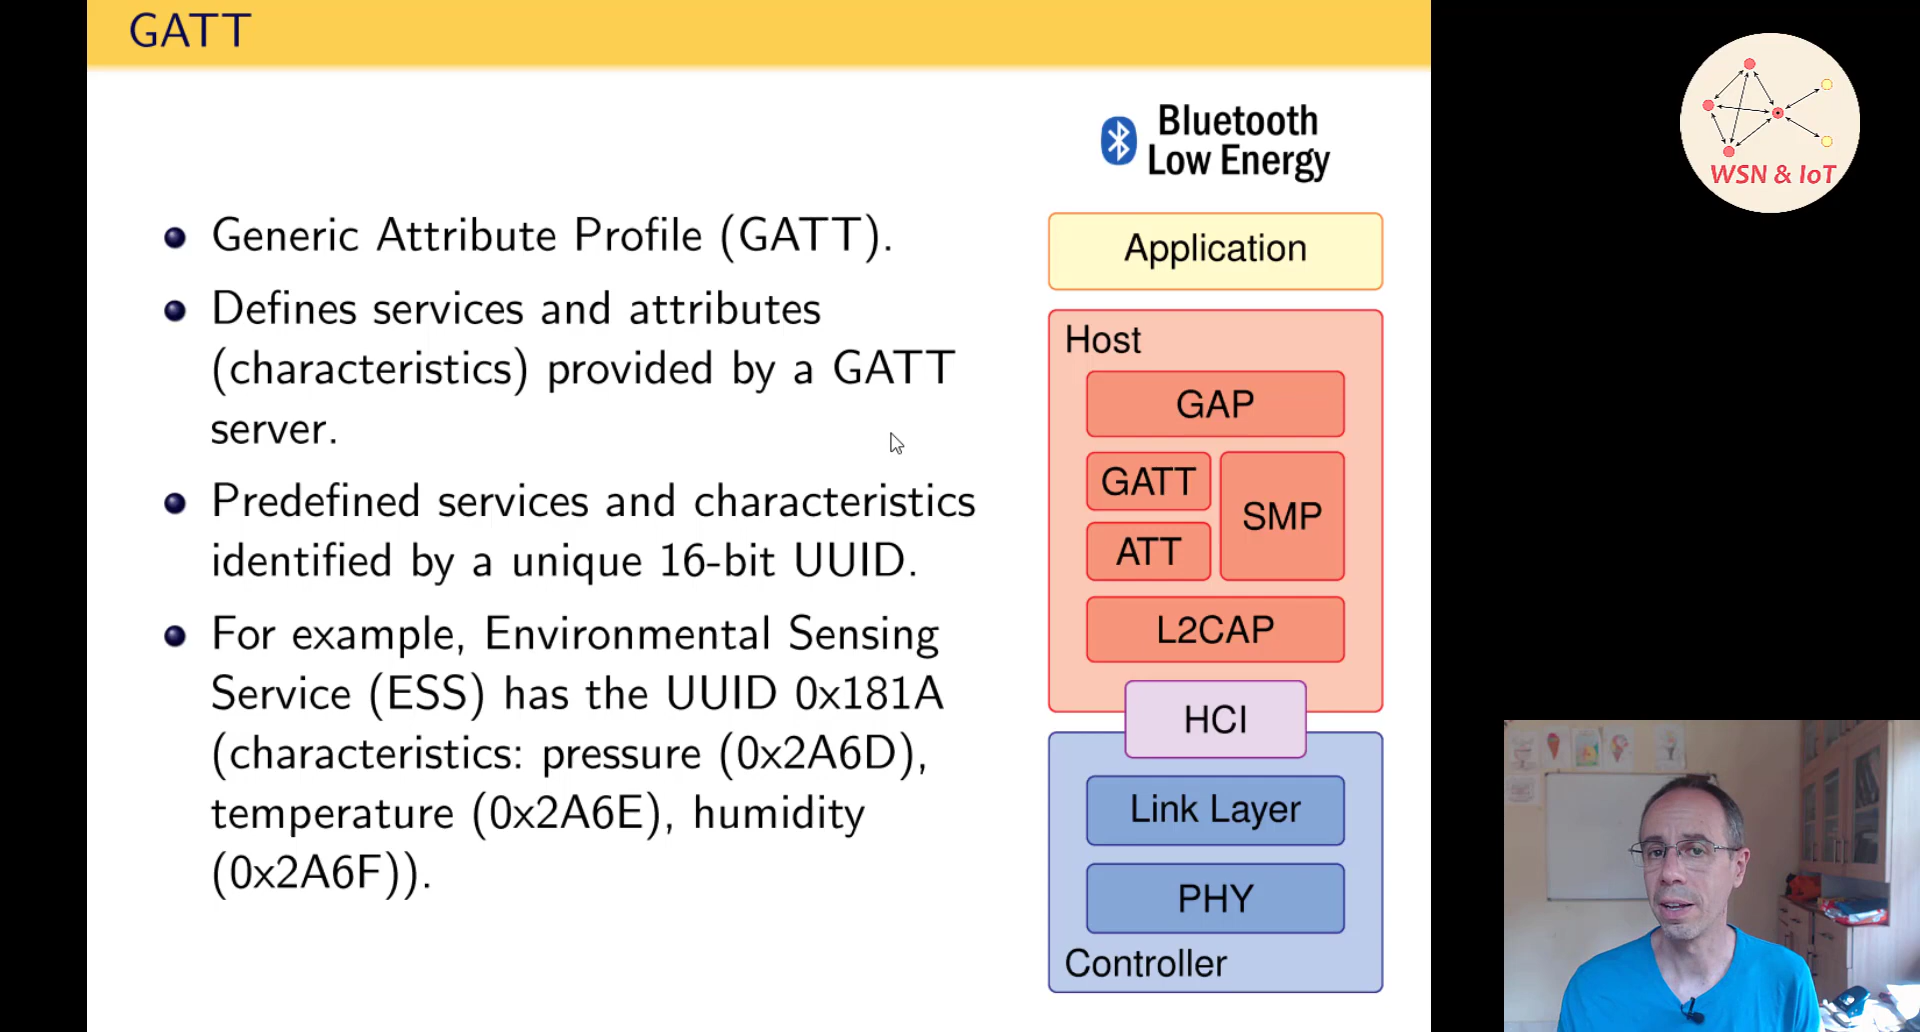 GATT
Generic Attribute Profile (GATT).
Defines services and attributes
(characteristics) provided by a GATT
server.
Predefined services and characteristics
identified by a unique 16-bit UUID.
For example, Environmental Sensing
Service (ESS) has the UUID 0x181A
(characteristics: pressure (0x2A6D),
temperature (0x2A6E), humidity
(0x2A6F)).
Bluetooth
Low Energy
Application
Host
GAP
GATT
SMP
ATT
L2CAP
HCI
Link Layer
PHY
Controller
WSN & IoT